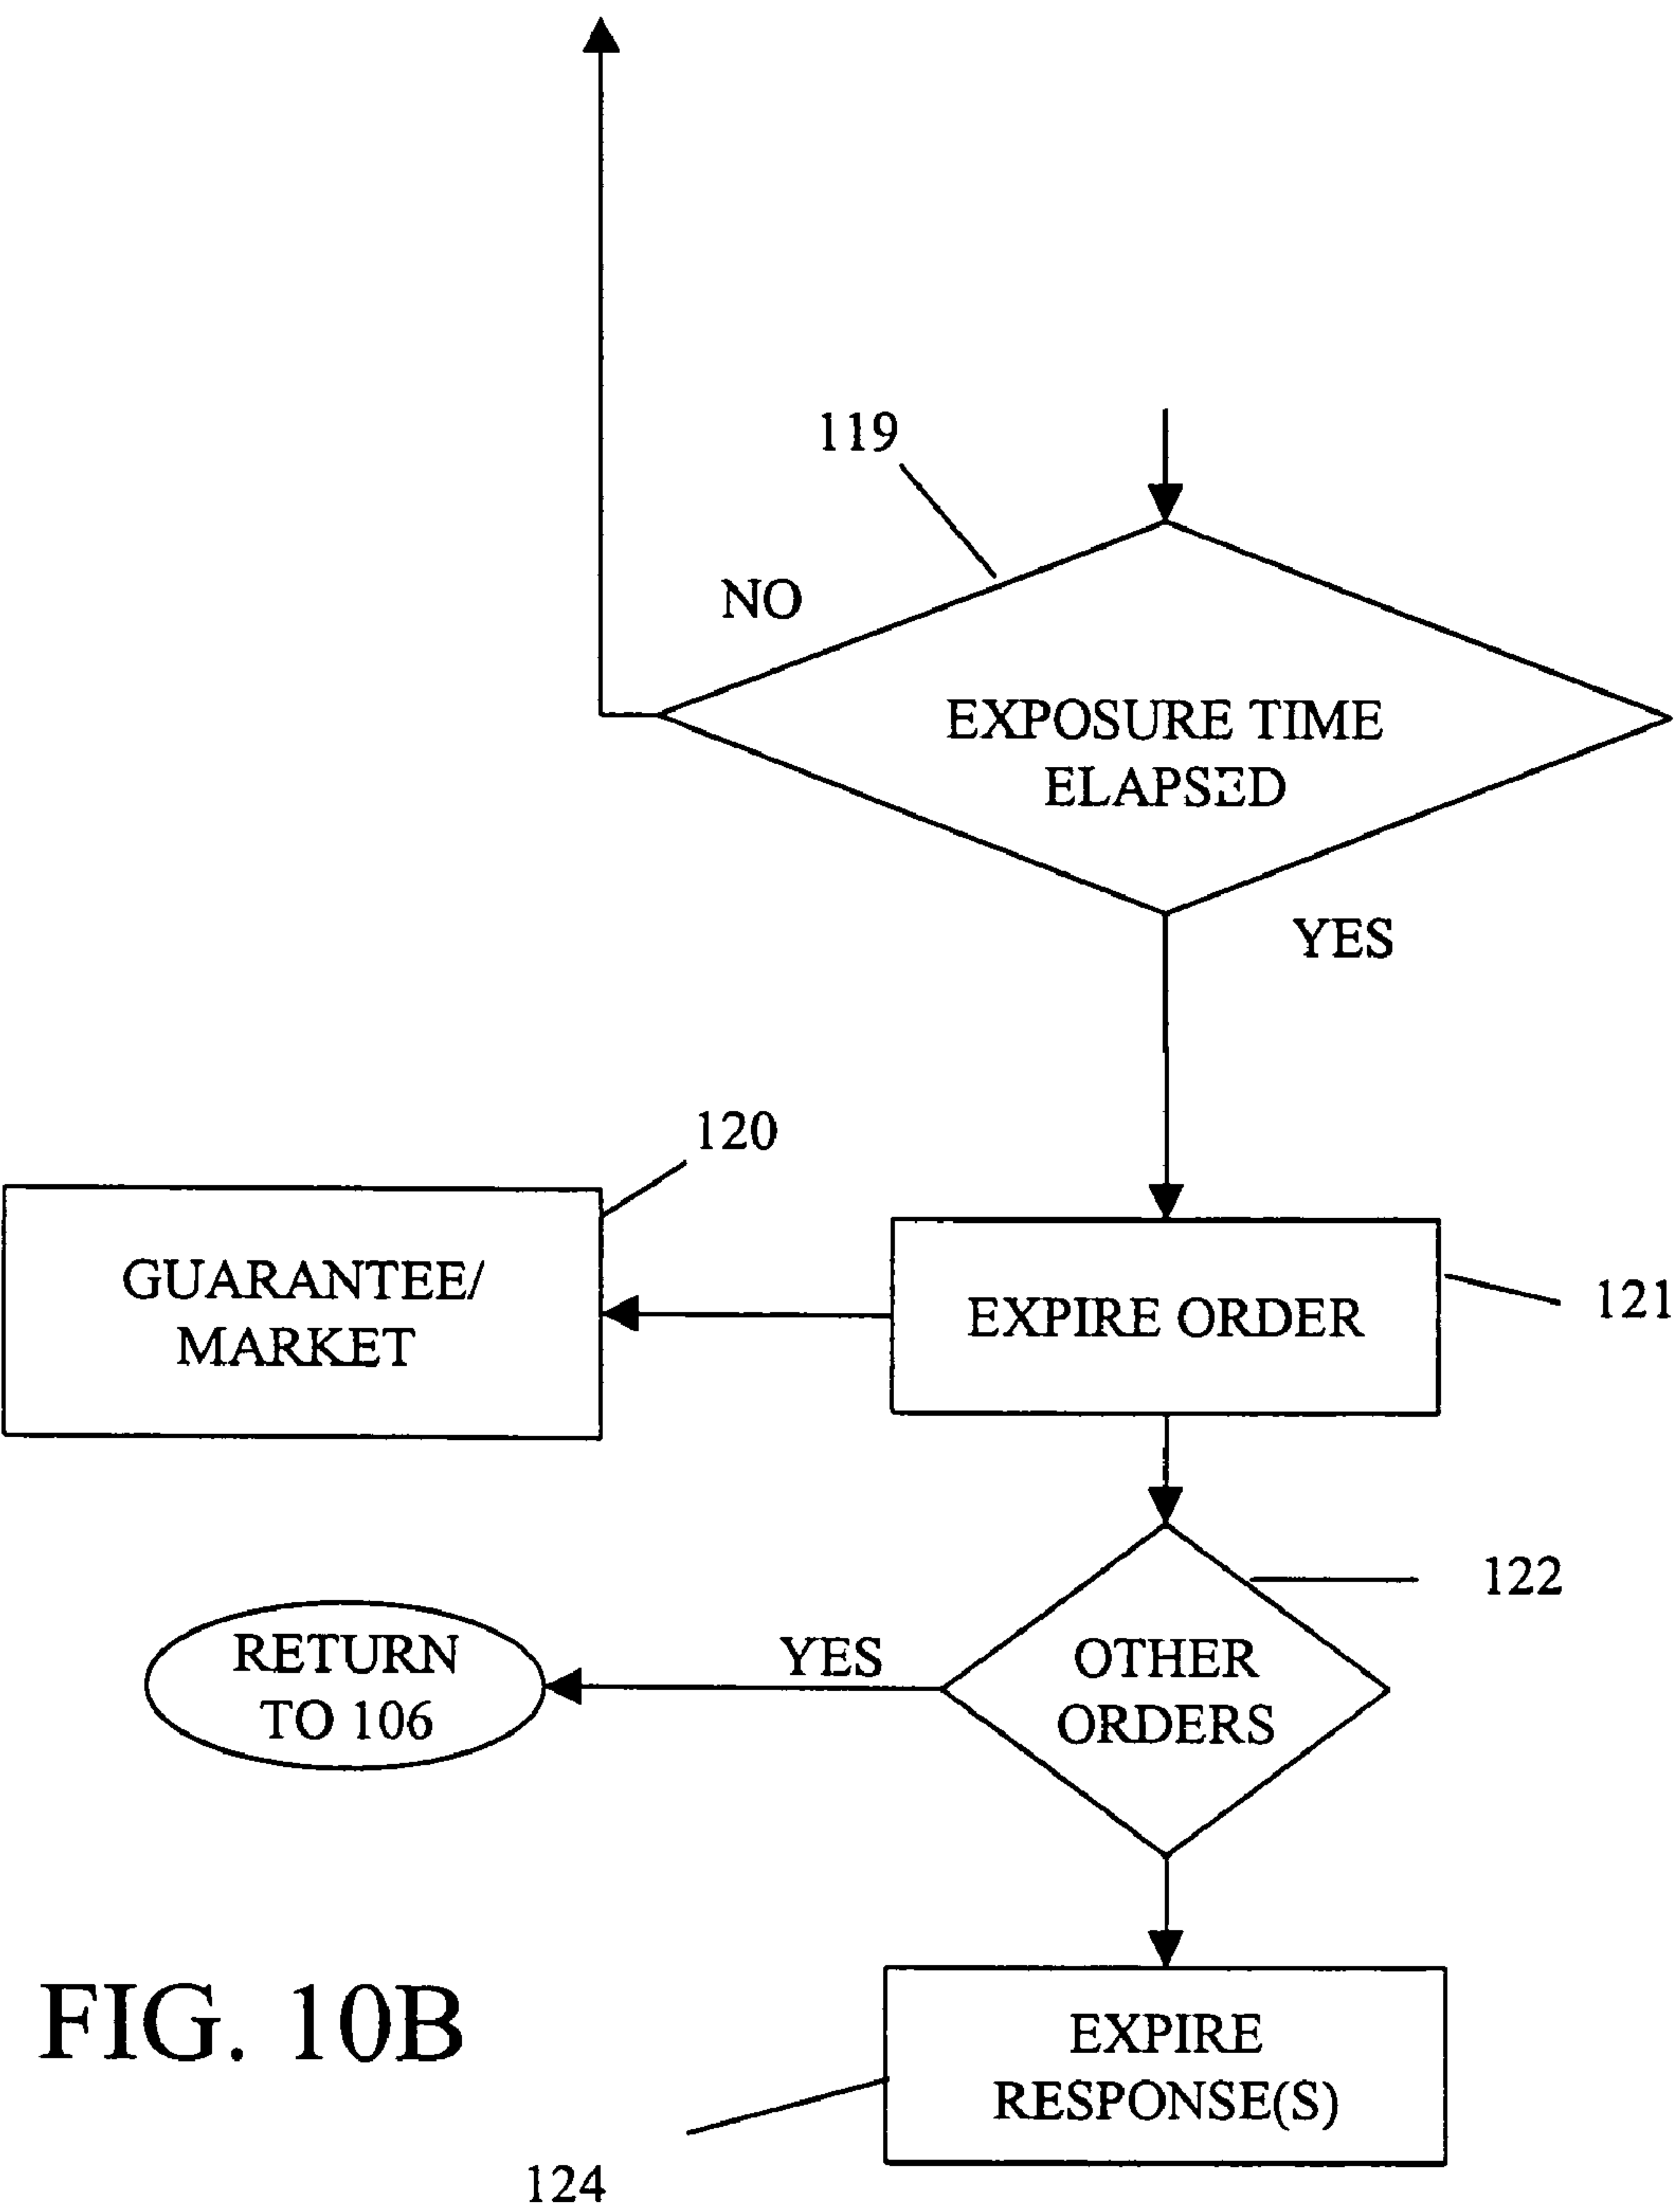 119
NO
EXPOSURE TIME
ELAPSED
YES
120
GUARANTEE/
MARKET
EXPIRE ORDER
121
122
RETURN
TO 106
YES
OTHER
ORDERS
FIG. 10B
EXPIRE
RESPONSE(S)
124